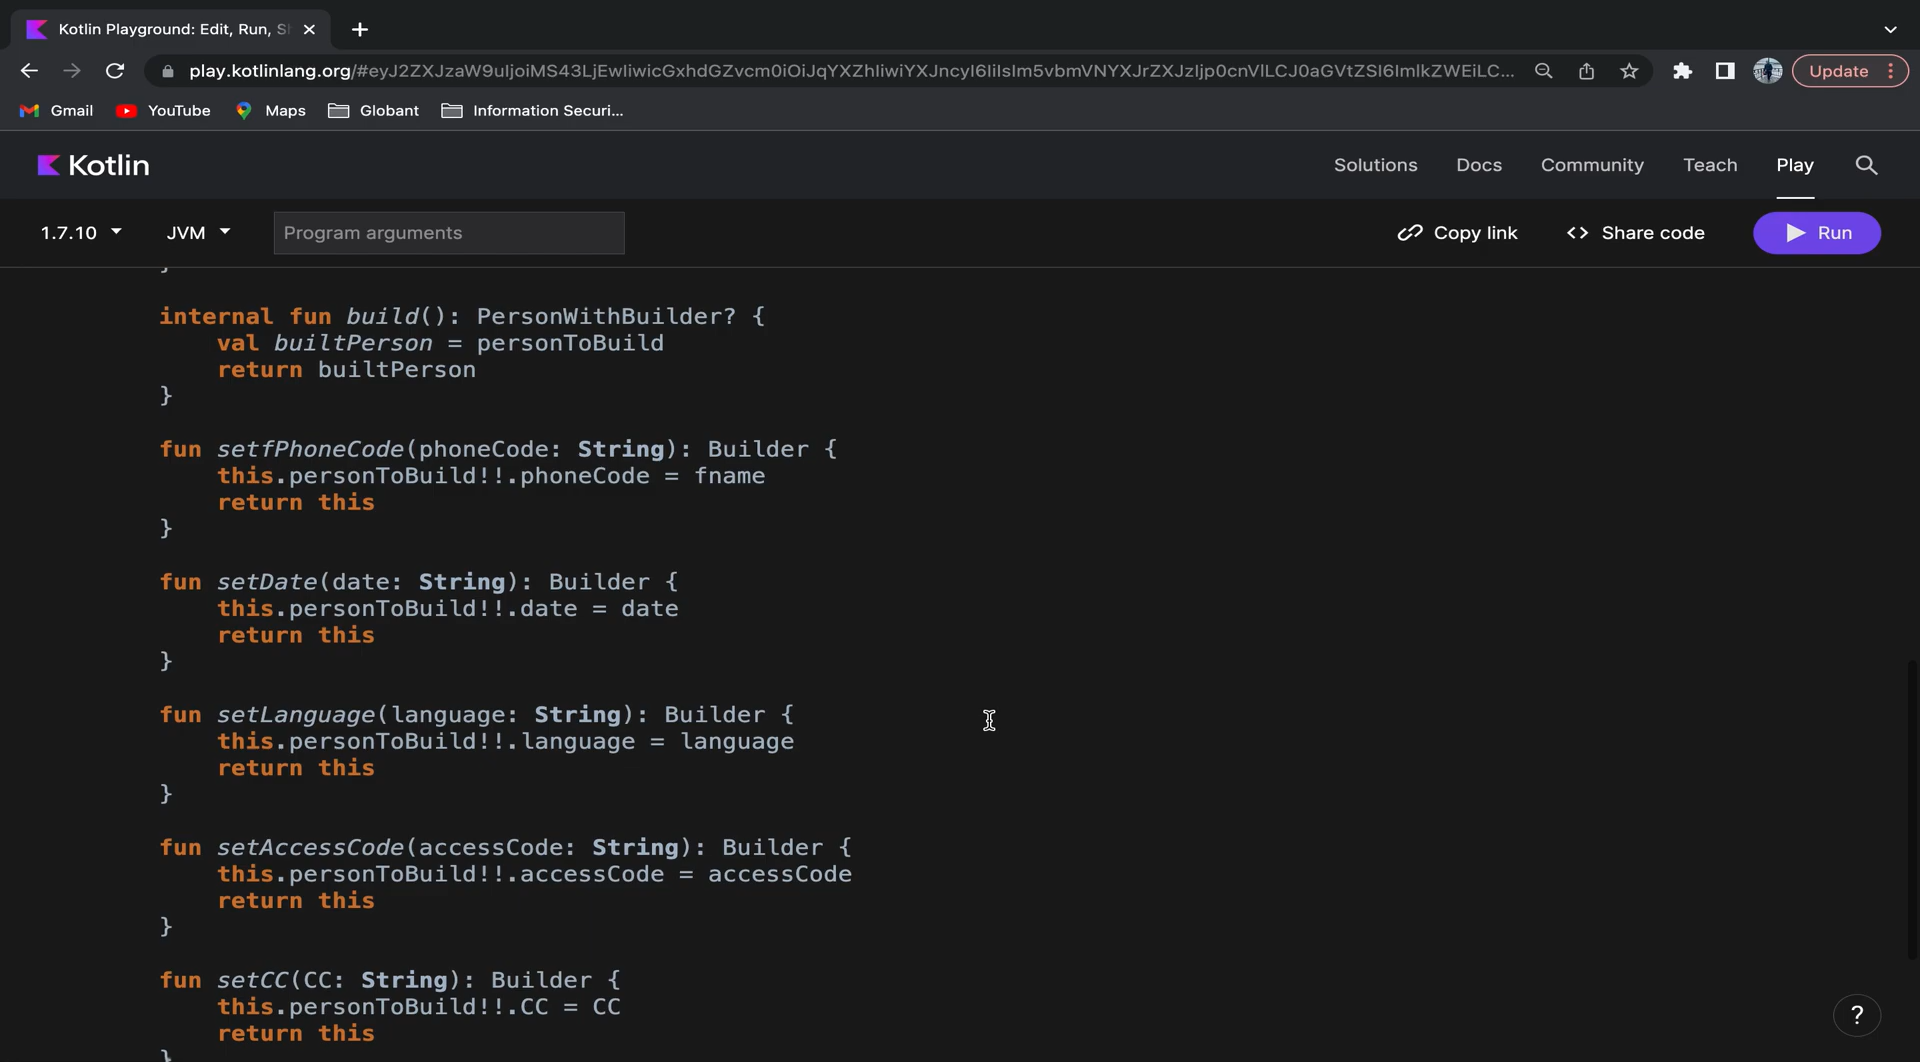 Kotlin Playground: Edit, Run, S
play.kotlinlang.org/#eyJ2ZXJzaW9uIjoiMS43LjEwIiwicGxhdGZvcm0iOiJqYXZhIiwiYXJncyI6IiIsIm5vbmVNYXJrZXJzIjp0cnVlLCJ0aGVtZSI6ImlkZWEiLC...
Update
Gmail
YouTube
Maps
Globant
Information Securi...
Kotlin
Solutions
Docs
Community
Teach
Play
1.7.10
JVM
Program arguments
Copy link
<> Share code
Run
}
internal fun build(): PersonWithBuilder? {
val builtPerson = personToBuild
return builtPerson
}
fun setfPhoneCode(phoneCode: String): Builder {
this.personToBuild!!.phoneCode = fname
return this
}
fun setDate(date: String): Builder {
this.personToBuild!!.date = date
return this
}
fun setLanguage(language: String): Builder {
this.personToBuild!!.language = language
return this
}
fun setAccessCode(accessCode: String): Builder {
this.personToBuild!!.accessCode = accessCode
return this
}
fun setCC(CC: String): Builder {
this.personToBuild!!.CC = CC
return this
}
?